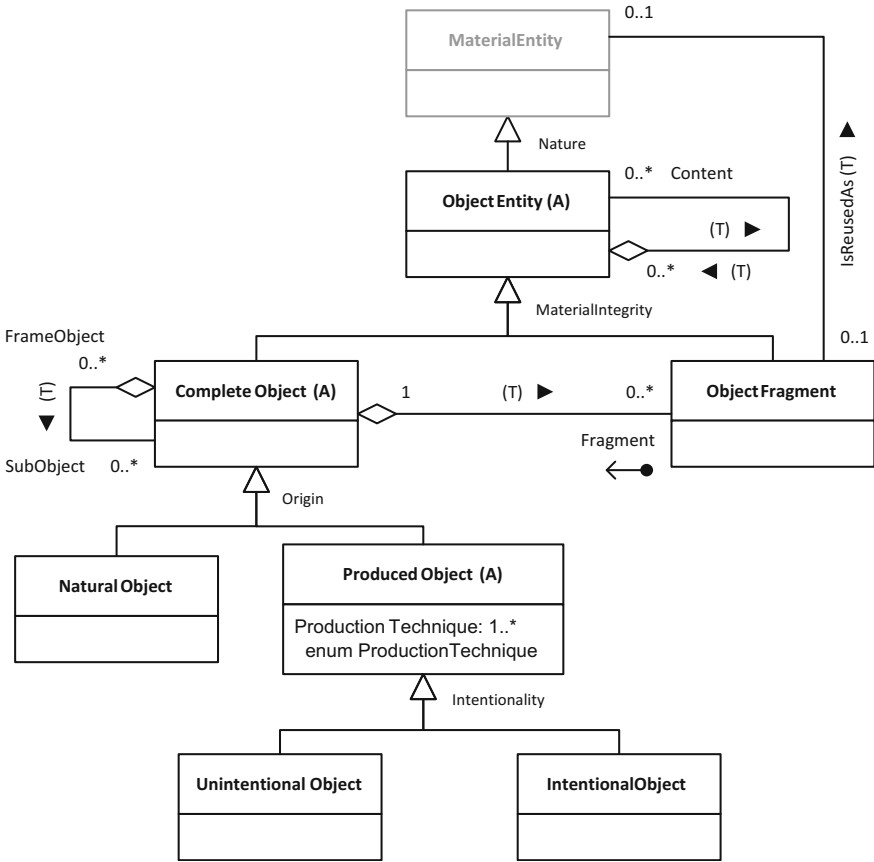 0..1
MaterialEntity
Nature
0..* Content
Object Entity (A)
(T) ►
IsReusedAs (T) ►
0..* ◄ (T)
MaterialIntegrity
FrameObject
0..1
0..*
Complete Object (A)
1
(T) ►
0..*
Object Fragment
(T) ►
Fragment
SubObject 0..*
Origin
Natural Object
Produced Object (A)
Production Technique: 1..*
enum ProductionTechnique
Intentionality
Unintentional Object
IntentionalObject